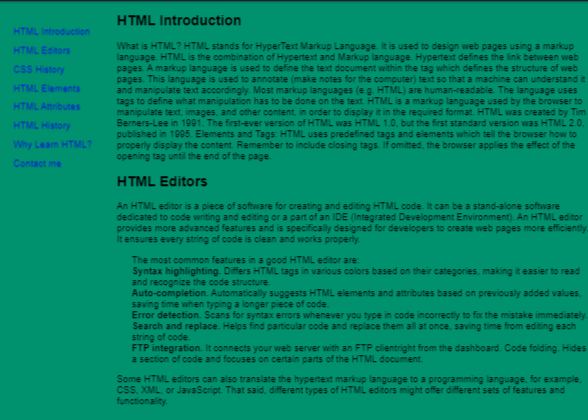 HTML Introduction
HTML Editors
CSS History
HTML Elements
HTML Attributes
HTML History
Why Learn HTML?
Contact me
HTML Introduction
What is HTML? HTML stands for HyperText Markup Language. It is used to design web pages using a markup
language. HTML is the combination of Hypertext and Markup language. Hypertext defines the link between web
pages. A markup language is used to define the text document within the tag which defines the structure of web
pages. This language is used to annotate (make notes for the computer) text so that a machine can understand it
and manipulate text accordingly. Most markup languages (e.g. HTML) are human-readable. The language uses
tags to define what manipulation has to be done on the text. HTML is a markup language used by the browser to
manipulate text, images, and other content, in order to display it in the required format. HTML was created by Tim
Berners-Lee in 1991. The first-ever version of HTML was HTML 1.0, but the first standard version was HTML 2.0,
published in 1995. Elements and Tags: HTML uses predefined tags and elements which tell the browser how to
properly display the content. Remember to include closing tags. If omitted, the browser applies the effect of the
opening tag until the end of the page.
HTML Editors
An HTML editor is a piece of software for creating and editing HTML code. It can be a stand-alone software
dedicated to code writing and editing or a part of an IDE (Integrated Development Environment). An HTML editor
provides more advanced features and is specifically designed for developers to create web pages more efficiently.
It ensures every string of code is clean and works properly.
The most common features in a good HTML editor are:
Syntax highlighting. Differs HTML tags in various colors based on their categories, making it easier to read
and recognize the code structure.
Auto-completion. Automatically suggests HTML elements and attributes based on previously added values,
saving time when typing a longer piece of code.
Error detection. Scans for syntax errors whenever you type in code incorrectly to fix the mistake immediately.
Search and replace. Helps find particular code and replace them all at once, saving time from editing each
string of code.
FTP integration. It connects your web server with an FTP clientright from the dashboard. Code folding. Hides
a section of code and focuses on certain parts of the HTML document.
Some HTML editors can also translate the hypertext markup language to a programming language, for example,
CSS, XML, or JavaScript. That said, different types of HTML editors might offer different sets of features and
functionality.